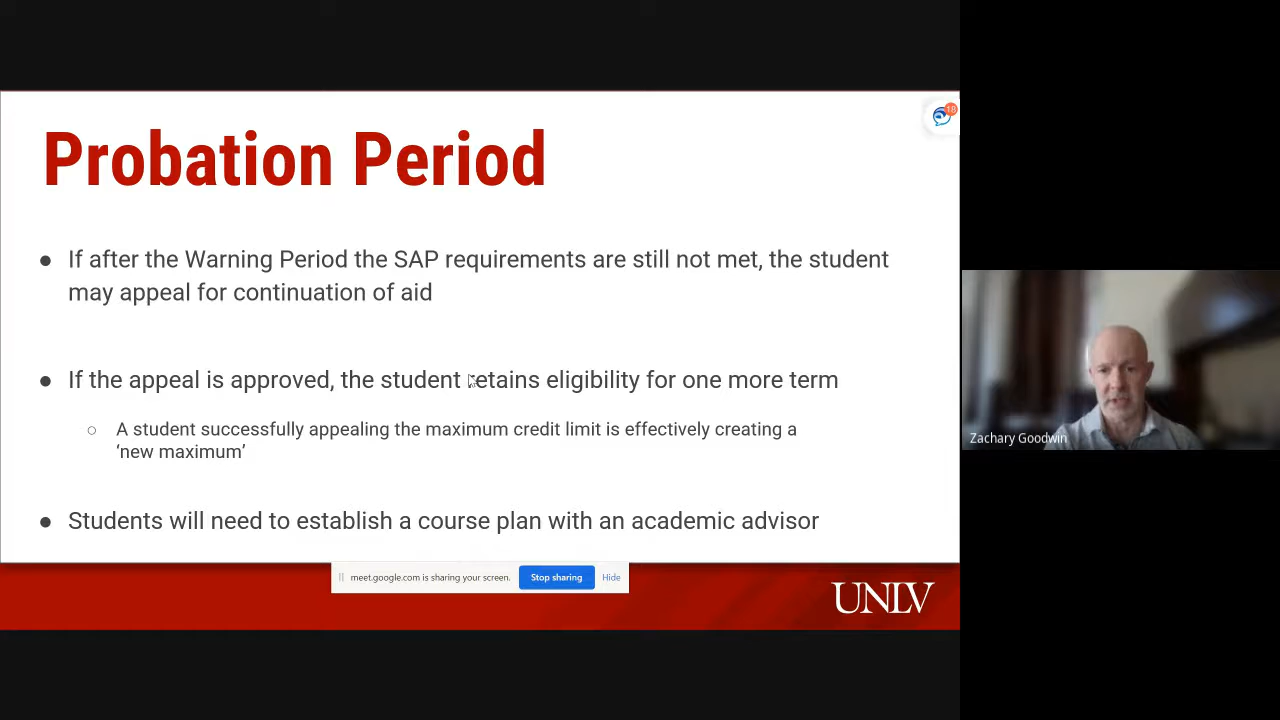 Probation Period
18
● If after the Warning Period the SAP requirements are still not met, the student
may appeal for continuation of aid
● If the appeal is approved, the student retains eligibility for one more term
○ A student successfully appealing the maximum credit limit is effectively creating a
‘new maximum’
● Students will need to establish a course plan with an academic advisor
meet.google.com is sharing your screen. Stop sharing Hide
UNLV
Zachary Goodwin